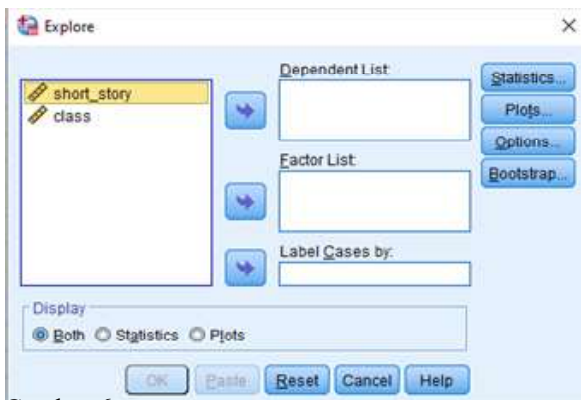 Explore
short_story
class
Dependent List:
Factor List:
Label Cases by:
Statistics...
Plots...
Options...
Bootstrap...
Display
Both Statistics Plots
OK Paste Reset Cancel Help